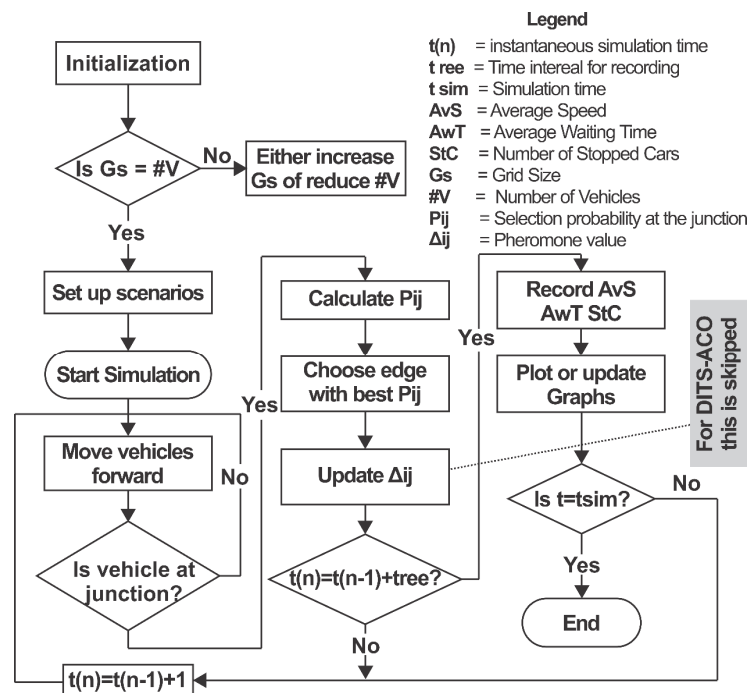 Legend
t(n) = instantaneous simulation time
t ree = Time intereal for recording
t sim = Simulation time
AvS = Average Speed
AwT = Average Waiting Time
StC = Number of Stopped Cars
Gs = Grid Size
#V = Number of Vehicles
Pij = Selection probability at the junction
Δij = Pheromone value
Initialization
Is Gs = #V
No
Either increase
Gs of reduce #V
Yes
Set up scenarios
Start Simulation
Move vehicles
forward
No
Is vehicle at
junction?
Yes
t(n)=t(n-1)+1
Calculate Pij
Choose edge
with best Pij
Update Δij
t(n)=t(n-1)+tree?
No
Yes
Record AvS
AwT StC
Plot or update
Graphs
For DITS-ACO
this is skipped
Is t=tsim?
No
Yes
End